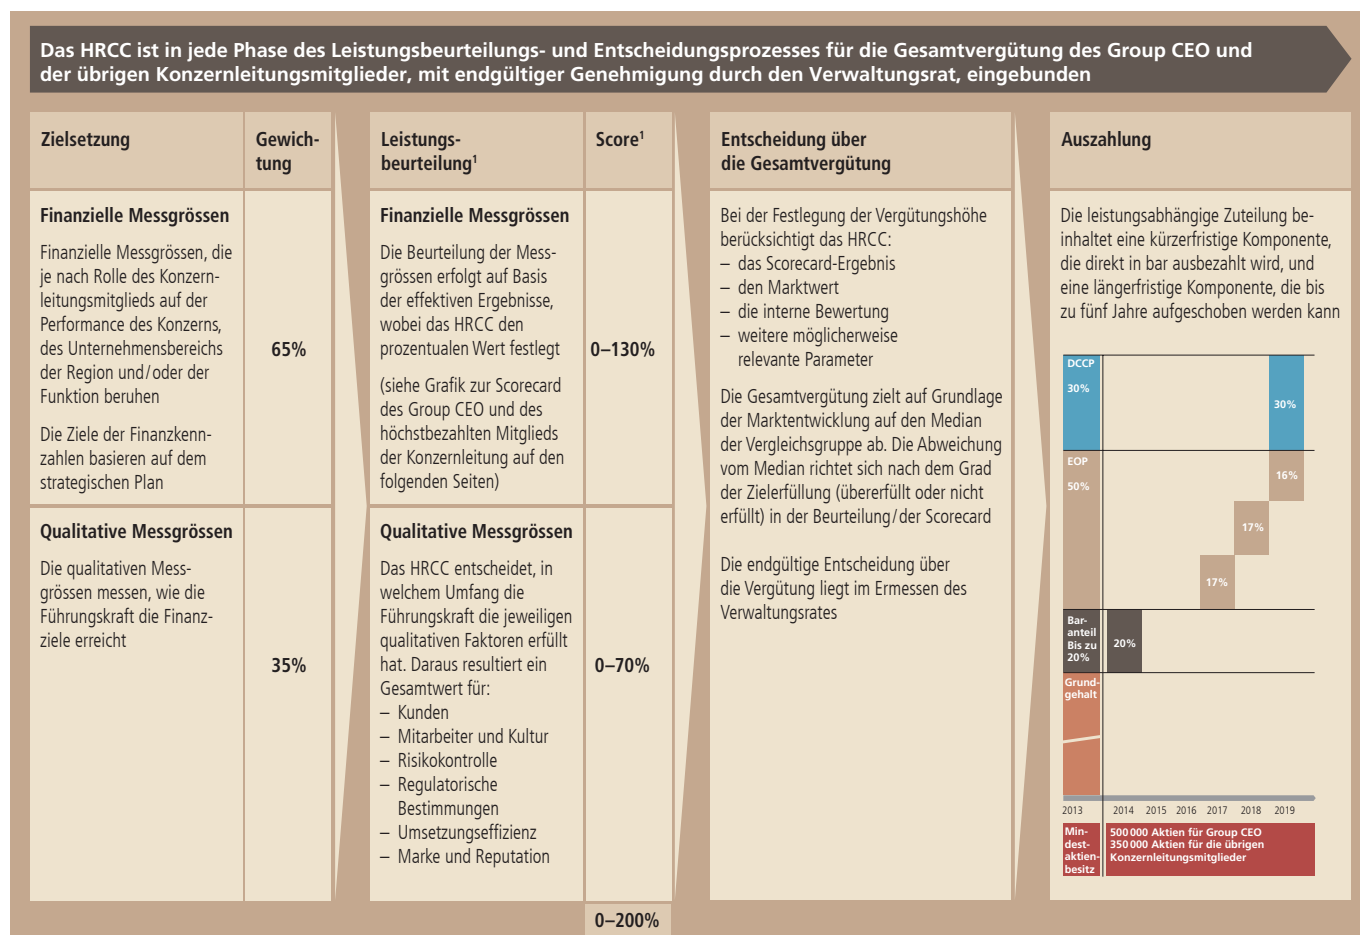 Das HRCC ist in jede Phase des Leistungsbeurteilungs- und Entscheidungsprozesses für die Gesamtvergütung des Group CEO und
der übrigen Konzernleitungsmitglieder, mit endgültiger Genehmigung durch den Verwaltungsrat, eingebunden
Zielsetzung
Gewich-
tung
Finanzielle Messgrössen
Finanzielle Messgrössen, die
je nach Rolle des Konzern-
leitungsmitglieds auf der
Performance des Konzerns,
des Unternehmensbereichs
der Region und/oder der
Funktion beruhen
Die Ziele der Finanzkenn-
zahlen basieren auf dem
strategischen Plan
65%
Qualitative Messgrössen
Die qualitativen Mess-
grössen messen, wie die
Führungskraft die Finanz-
ziele erreicht
35%
Leistungs-
beurteilung¹
Score¹
Finanzielle Messgrössen
Die Beurteilung der Mess-
grössen erfolgt auf Basis
der effektiven Ergebnisse,
wobei das HRCC den
prozentualen Wert festlegt
(siehe Grafik zur Scorecard
des Group CEO und des
höchstbezahlten Mitglieds
der Konzernleitung auf den
folgenden Seiten)
0–130%
Qualitative Messgrössen
Das HRCC entscheidet, in
welchem Umfang die
Führungskraft die jeweiligen
qualitativen Faktoren erfüllt
hat. Daraus resultiert ein
Gesamtwert für:
– Kunden
– Mitarbeiter und Kultur
– Risikokontrolle
– Regulatorische
Bestimmungen
– Umsetzungseffizienz
– Marke und Reputation
0–70%
0–200%
Entscheidung über
die Gesamtvergütung
Bei der Festlegung der Vergütungshöhe
berücksichtigt das HRCC:
– das Scorecard-Ergebnis
– den Marktwert
– die interne Bewertung
– weitere möglicherweise
relevante Parameter
Die Gesamtvergütung zielt auf Grundlage
der Marktentwicklung auf den Median
der Vergleichsgruppe ab. Die Abweichung
vom Median richtet sich nach dem Grad
der Zielerfüllung (übererfüllt oder nicht
erfüllt) in der Beurteilung/der Scorecard
Die endgültige Entscheidung über
die Vergütung liegt im Ermessen des
Verwaltungsrates
Auszahlung
Die leistungsabhängige Zuteilung be-
inhaltet eine kürzerfristige Komponente,
die direkt in bar ausbezahlt wird, und
eine längerfristige Komponente, die bis
zu fünf Jahre aufgeschoben werden kann
DCCP
30%
30%
EOP
50%
16%
17%
17%
Bar-
anteil
Bis zu
20%
20%
Grund-
gehalt
2013 2014 2015 2016 2017 2018 2019
Min-
dest-
aktien-
besitz
500 000 Aktien für Group CEO
350 000 Aktien für die übrigen
Konzernleitungsmitglieder